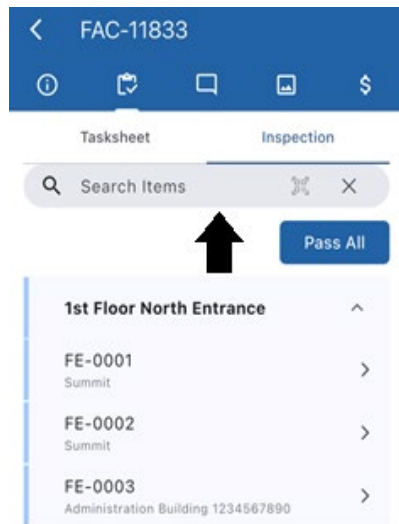 FAC-11833
$
Tasksheet Inspection
Search Items
Pass All
1st Floor North Entrance
FE-0001
Summit
FE-0002
Summit
FE-0003
Administration Building 1234567890